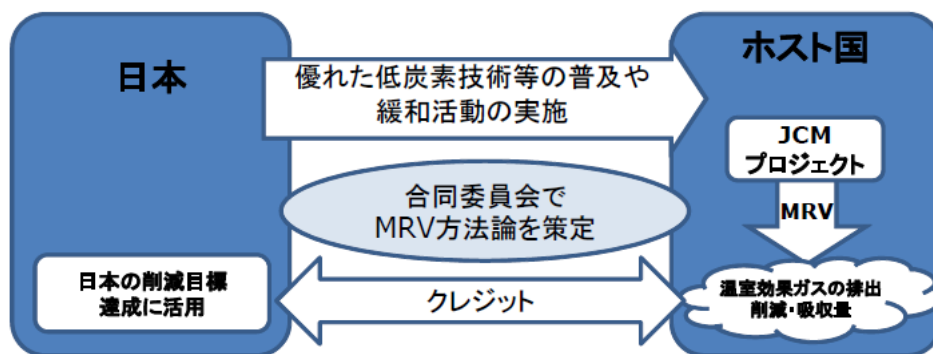 日本
優れた低炭素技術等の普及や
緩和活動の実施
ホスト国
JCM
プロジェクト
MRV
合同委員会で
MRV方法論を策定
日本の削減目標
達成に活用
クレジット
温室効果ガスの排出
削減・吸収量